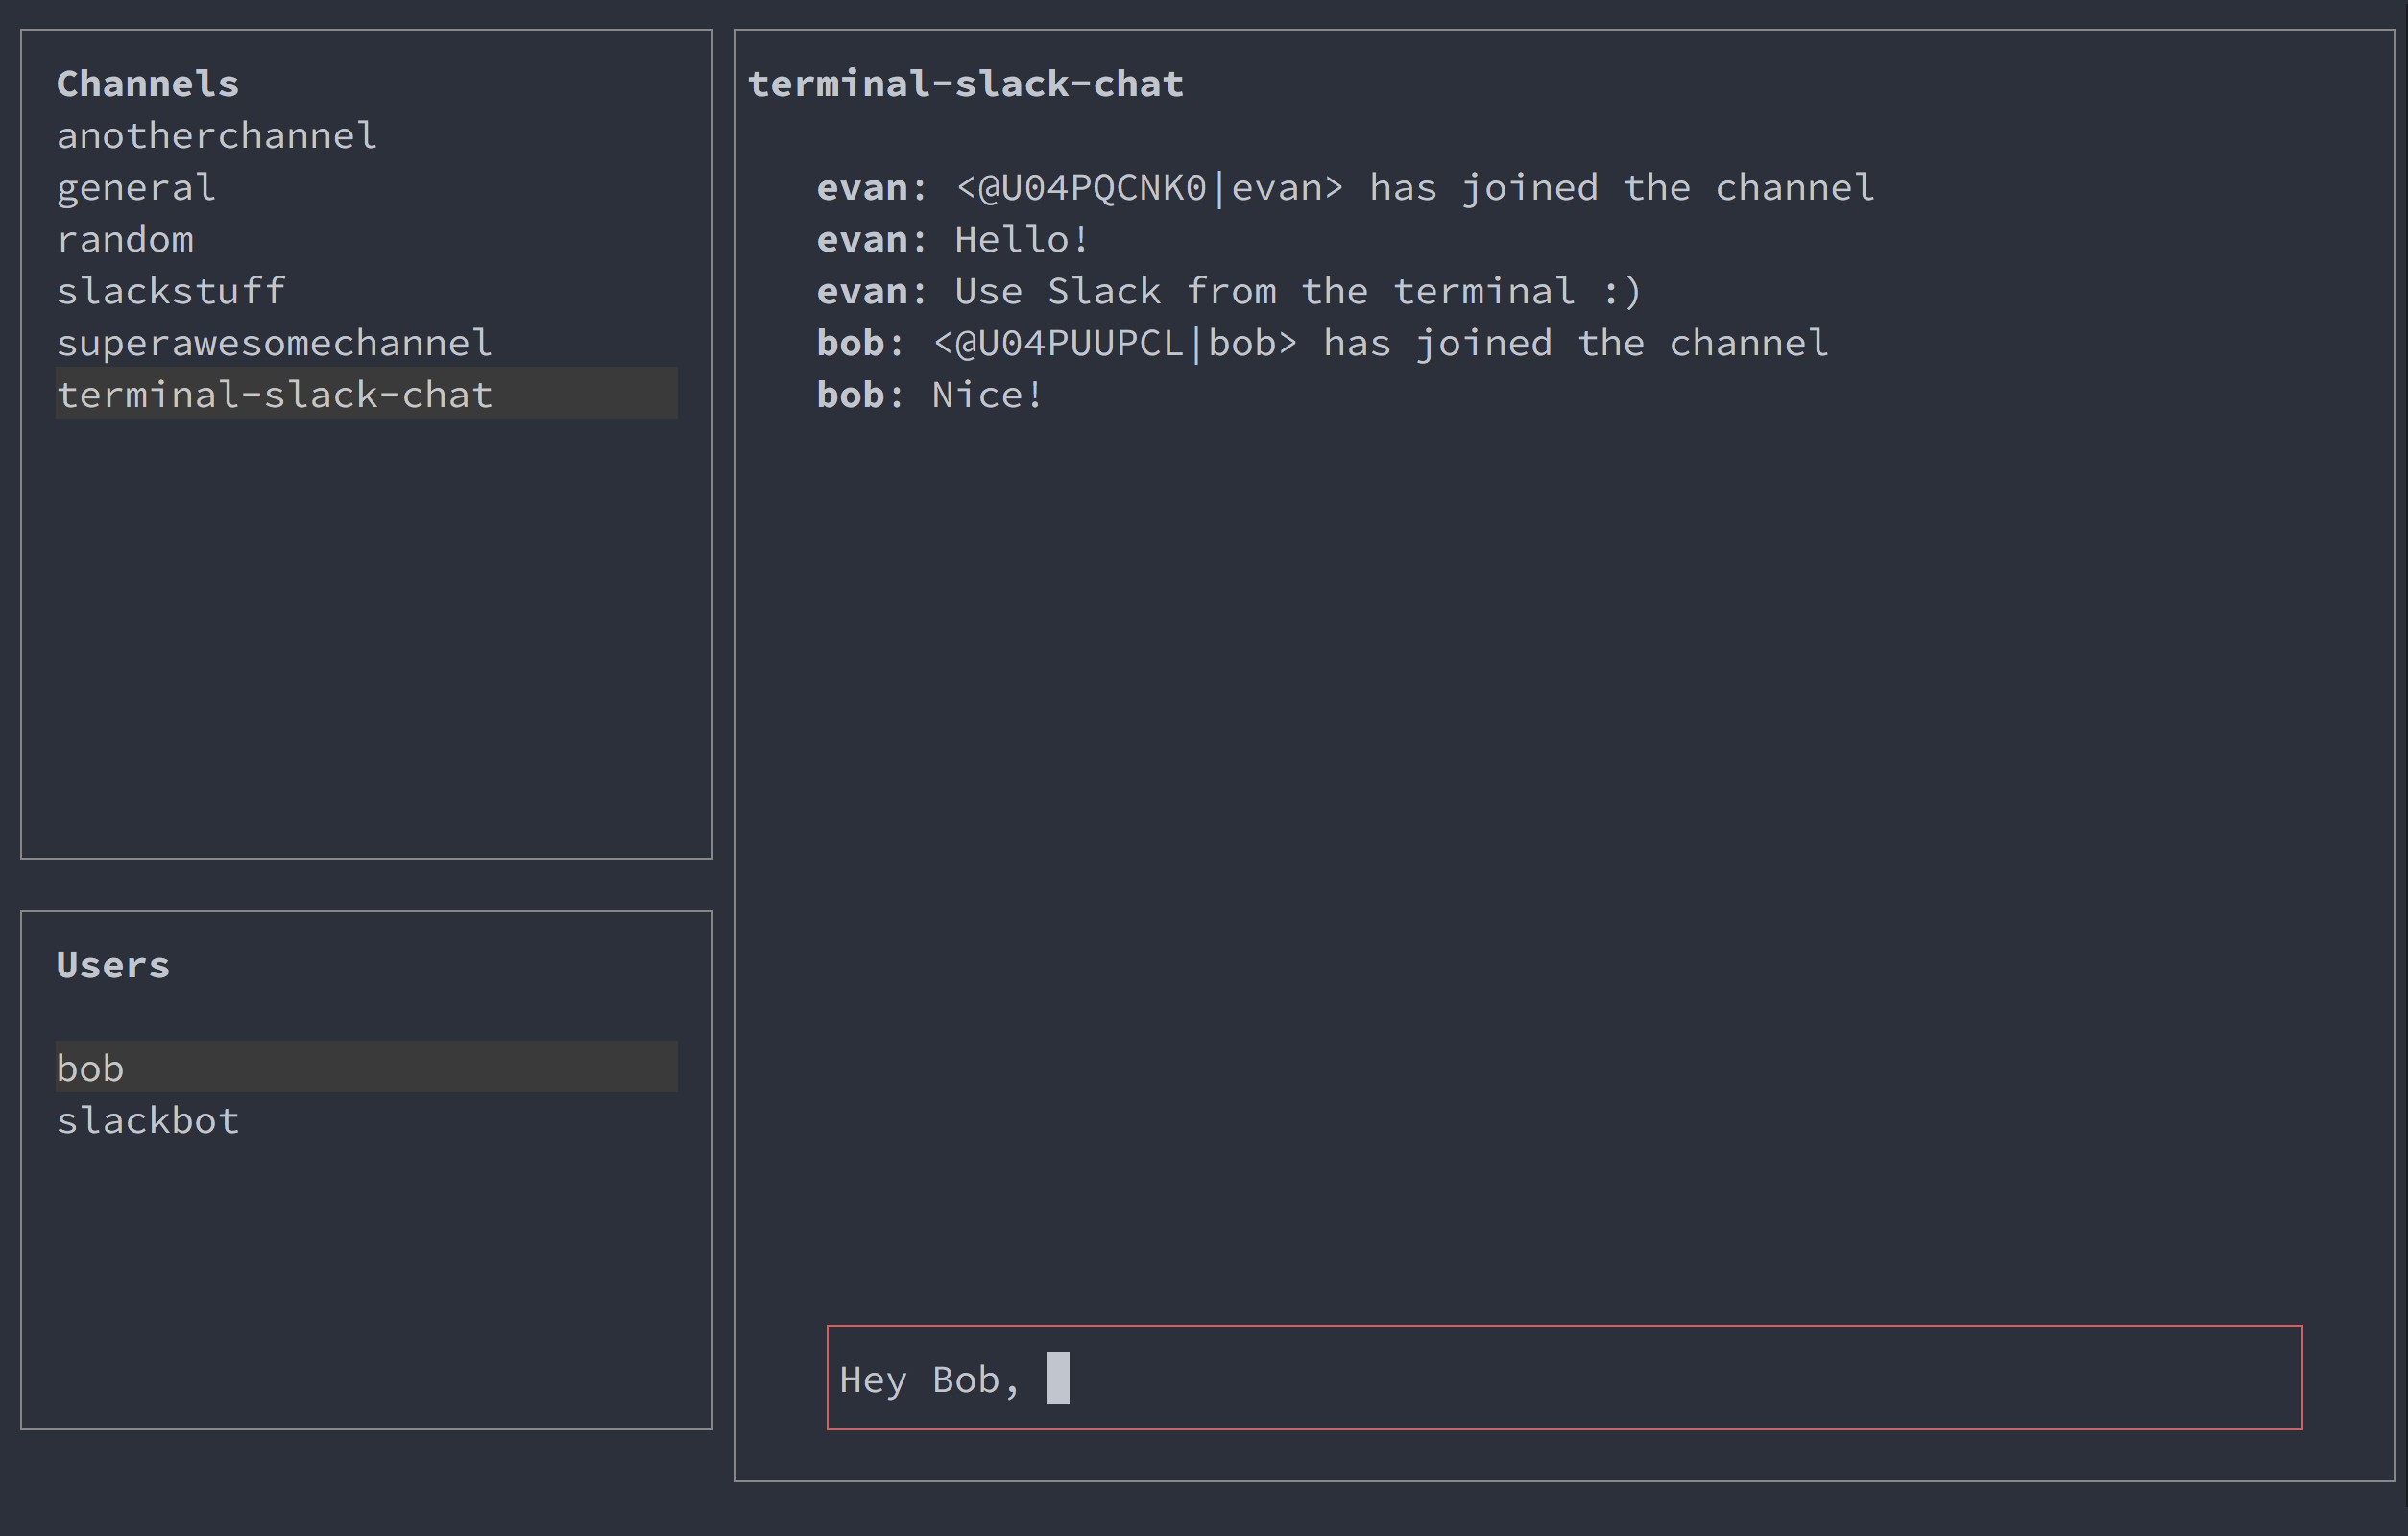 Channels
anotherchannel
general
random
slackstuff
superawesomechannel
terminal-slack-chat
Users
bob
slackbot
terminal-slack-chat
evan: <@U04PQCNK0|evan> has joined the channel
evan: Hello!
evan: Use Slack from the terminal :)
bob: <@U04PUUPCL|bob> has joined the channel
bob: Nice!
Hey Bob,